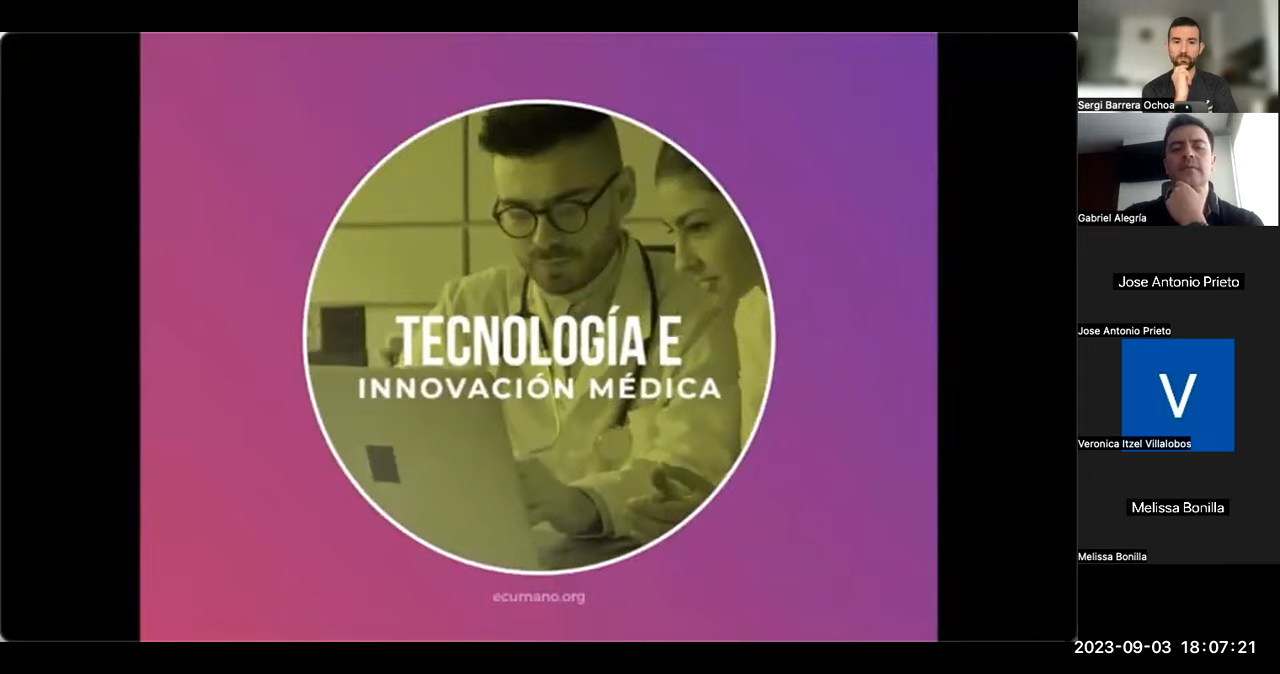 TECNOLOGÍA E
INNOVACIÓN MÉDICA
ecumano.org
Sergi Barrera Ochoa
Gabriel Alegría
Jose Antonio Prieto
Jose Antonio Prieto
V
Veronica Itzel Villalobos
Melissa Bonilla
Melissa Bonilla
2023-09-03 18:07:21